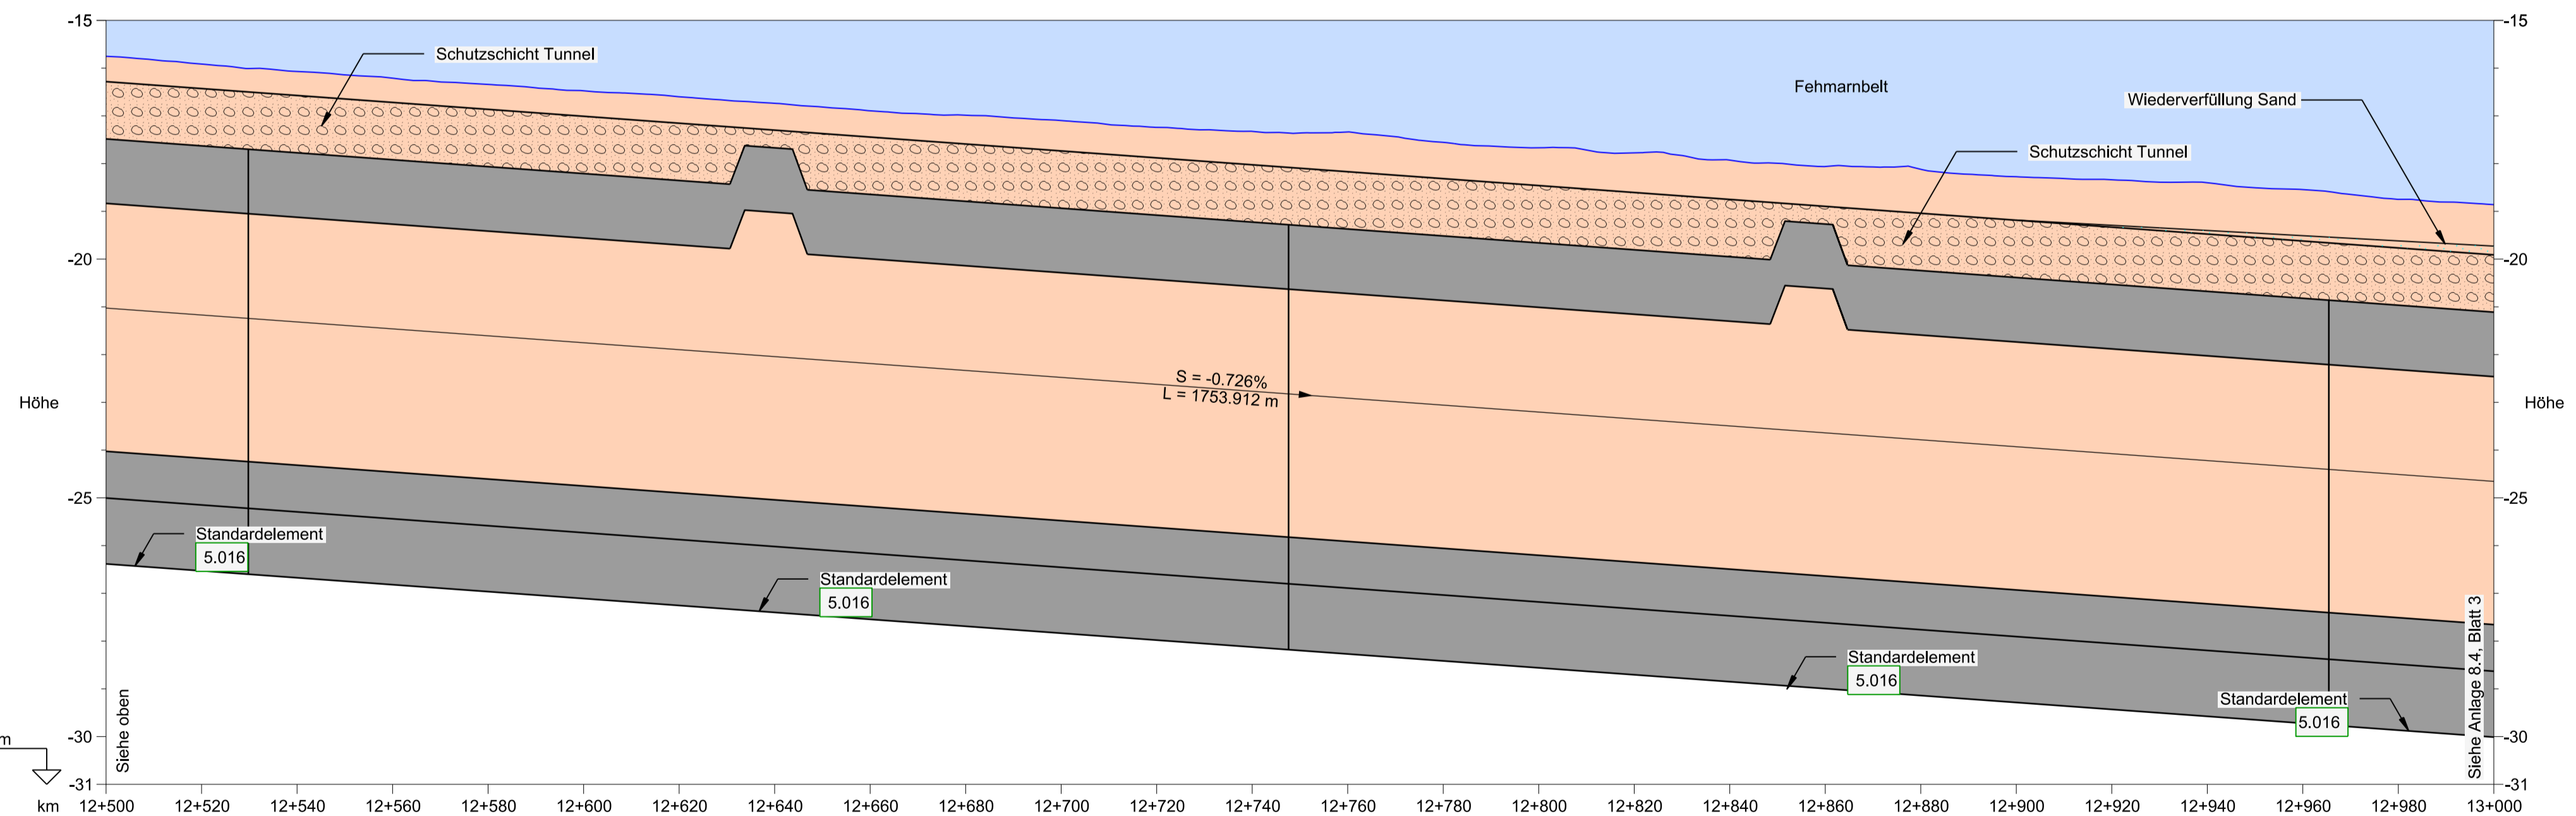 -15
-15
Schutzschicht Tunnel
Fehmarnbelt
Wiederverfüllung Sand
Schutzschicht Tunnel
-20
-20
S = -0.726%
L = 1753.912 m
Höhe
Höhe
-25
-25
Standardelement
5.016
Standardelement
5.016
Standardelement
5.016
Standardelement
5.016
Siehe oben
Siehe Anlage 8.4, Blatt 3
-30
-30
m
-31
-31
km 12+500 12+520 12+540 12+560 12+580 12+600 12+620 12+640 12+660 12+680 12+700 12+720 12+740 12+760 12+780 12+800 12+820 12+840 12+860 12+880 12+900 12+920 12+940 12+960 12+980 13+000